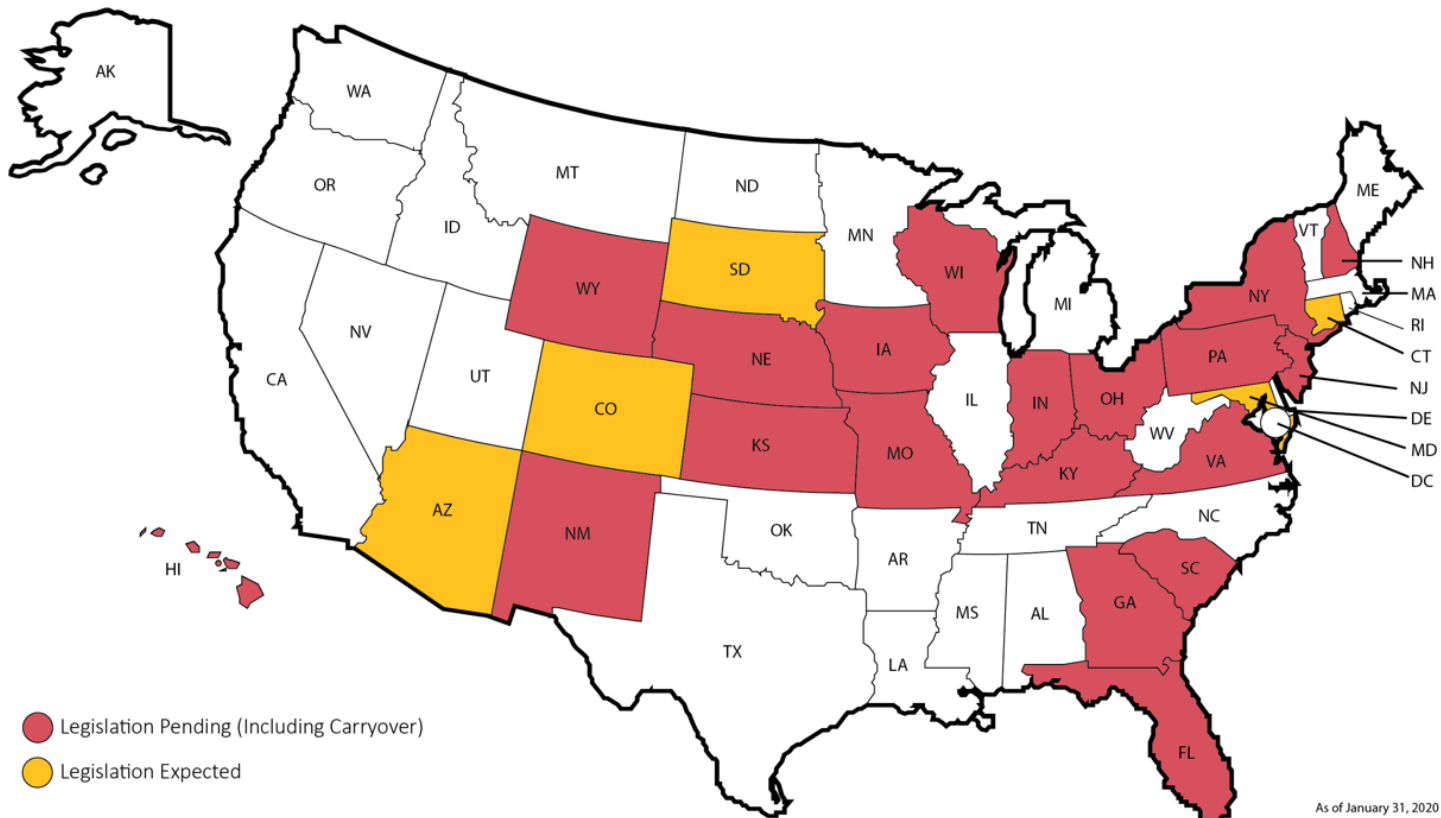 AK
WA
MT
ND
OR
ID
MN
ME
VT
SD
WI
NH
WY
MI
NY
MA
NV
NE
IA
RI
PA
CT
CA
UT
CO
IL
IN
OH
NJ
DE
KS
MO
WV
MD
KY
VA
DC
AZ
NM
OK
TN
NC
AR
SC
HI
MS
AL
GA
TX
LA
FL
Legislation Pending (Including Carryover)
Legislation Expected
As of January 31, 2020